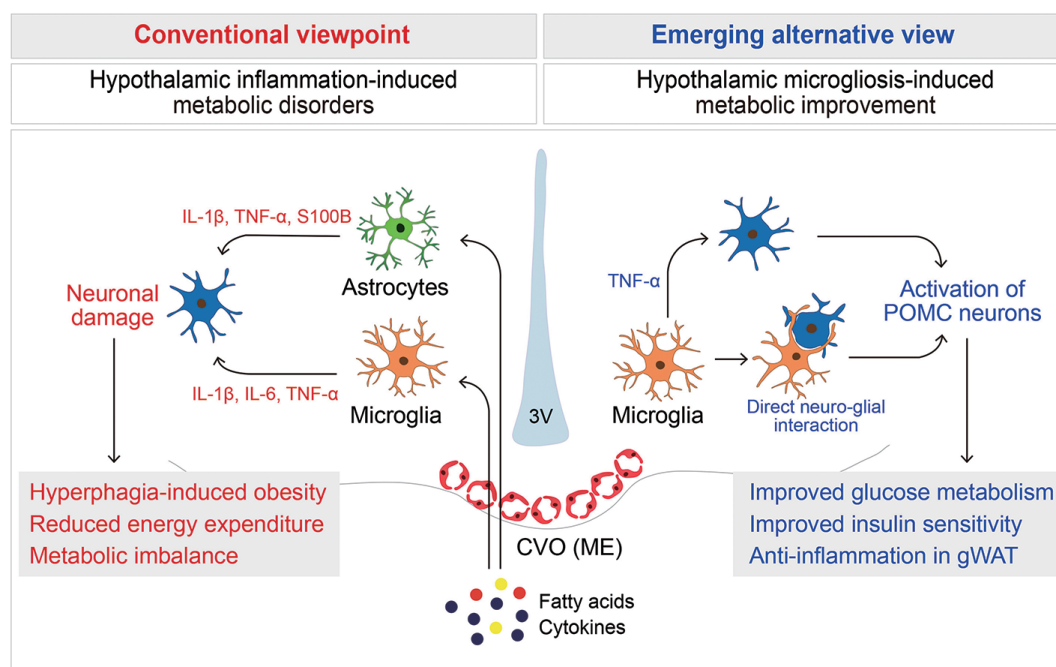 Conventional viewpoint
Hypothalamic inflammation-induced
metabolic disorders
IL-1β, TNF-α, S100B
Astrocytes
Neuronal
damage
IL-1β, IL-6, TNF-α
Microglia
Hyperphagia-induced obesity
Reduced energy expenditure
Metabolic imbalance
3V
CVO (ME)
Fatty acids
Cytokines
Emerging alternative view
Hypothalamic microgliosis-induced
metabolic improvement
TNF-α
Microglia
Direct neuro-glial
interaction
Activation of
POMC neurons
Improved glucose metabolism
Improved insulin sensitivity
Anti-inflammation in gWAT